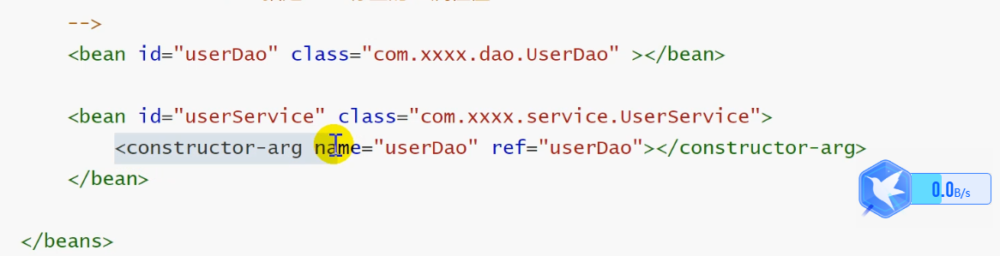 -->
<bean id="userDao" class="com.xxxx.dao.UserDao" ></bean>
<bean id="userService" class="com.xxxx.service.UserService">
<constructor-arg name="userDao" ref="userDao"></constructor-arg>
</bean>
0.0B/s
</beans>